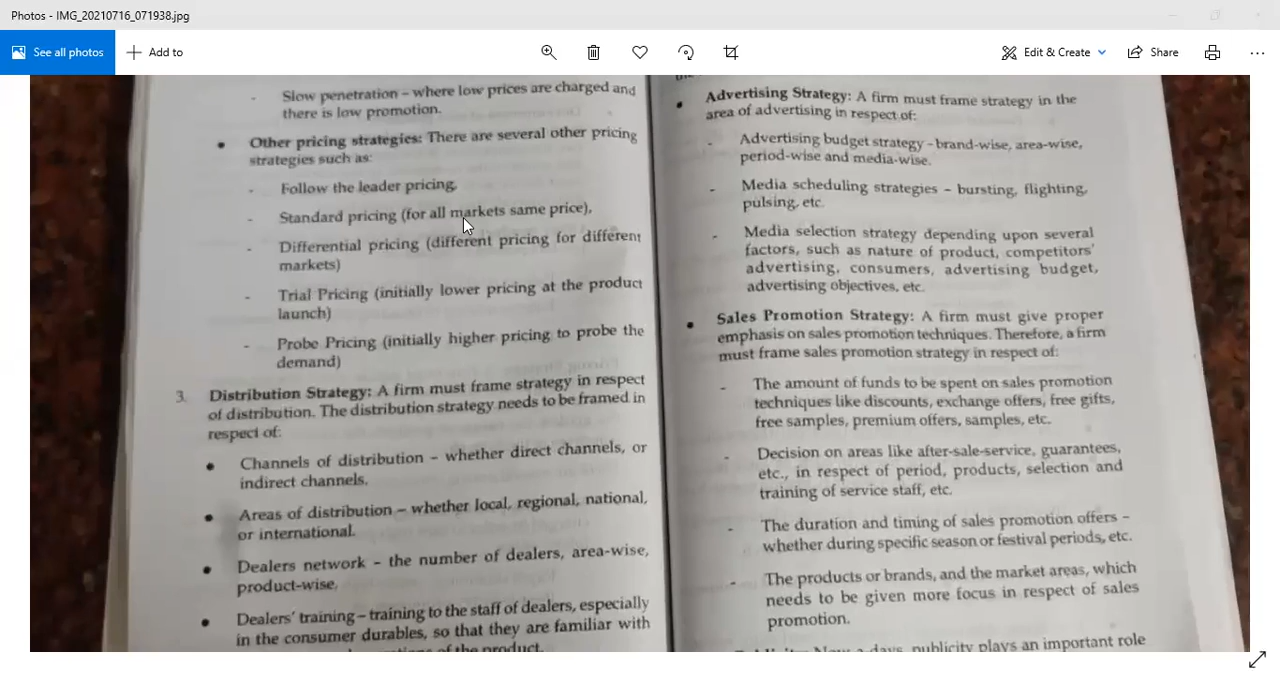 Photos - IMG_20210716_071938.jpg
See all photos
Add to
Edit & Create
Share
- Slow penetration – where low prices are charged and
there is low promotion.
• Other pricing strategies: There are several other pricing
strategies such as:
- Follow the leader pricing,
- Standard pricing (for all markets same price),
- Differential pricing (different pricing for different
markets)
- Trial Pricing (initially lower pricing at the product
launch)
- Probe Pricing (initially higher pricing to probe the
demand)
3. Distribution Strategy: A firm must frame strategy in respect
of distribution. The distribution strategy needs to be framed in
respect of:
• Channels of distribution – whether direct channels, or
indirect channels.
• Areas of distribution – whether local, regional, national,
or international.
• Dealers network – the number of dealers, area-wise,
product-wise.
• Dealers' training – training to the staff of dealers, especially
in the consumer durables, so that they are familiar with
of the product.
• Advertising Strategy: A firm must frame strategy in the
area of advertising in respect of:
- Advertising budget strategy – brand-wise, area-wise,
period-wise and media-wise.
- Media scheduling strategies – bursting, flighting,
pulsing, etc.
- Media selection strategy depending upon several
factors, such as nature of product, competitors'
advertising, consumers, advertising budget,
advertising objectives, etc.
• Sales Promotion Strategy: A firm must give proper
emphasis on sales promotion techniques. Therefore, a firm
must frame sales promotion strategy in respect of:
- The amount of funds to be spent on sales promotion
techniques like discounts, exchange offers, free gifts,
free samples, premium offers, samples, etc.
- Decision on areas like after-sale-service, guarantees,
etc., in respect of period, products, selection and
training of service staff, etc.
- The duration and timing of sales promotion offers –
whether during specific season or festival periods, etc.
- The products or brands, and the market areas, which
needs to be given more focus in respect of sales
promotion.
Now a days, publicity plays an important role